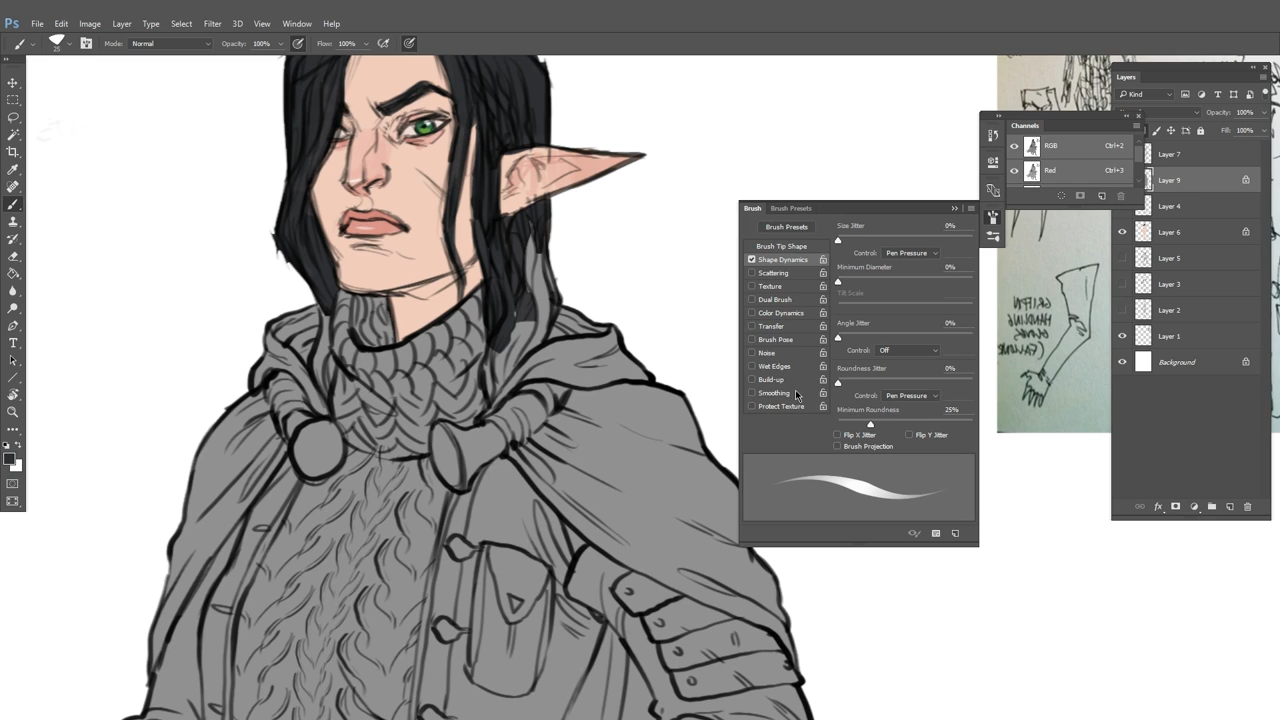 Ps File Edit Image Layer Type Select Filter 3D View Window Help
25 Mode: Normal Opacity: 100% Flow: 100%
Layers
Kind
Opacity: 100%
Fill: 100%
Layer 7
Layer 9
Layer 4
Layer 6
Layer 5
Layer 3
Layer 2
Layer 1
Background
Channels
RGB Ctrl+2
Red Ctrl+3
Brush Brush Presets
Brush Presets
Brush Tip Shape
Shape Dynamics
Scattering
Texture
Dual Brush
Color Dynamics
Transfer
Brush Pose
Noise
Wet Edges
Build-up
Smoothing
Protect Texture
Size Jitter 0%
Control: Pen Pressure
Minimum Diameter 0%
Tilt Scale
Angle Jitter 0%
Control: Off
Roundness Jitter 0%
Control: Pen Pressure
Minimum Roundness 25%
Flip X Jitter Flip Y Jitter
Brush Projection
GRIFFIN
HANDLING